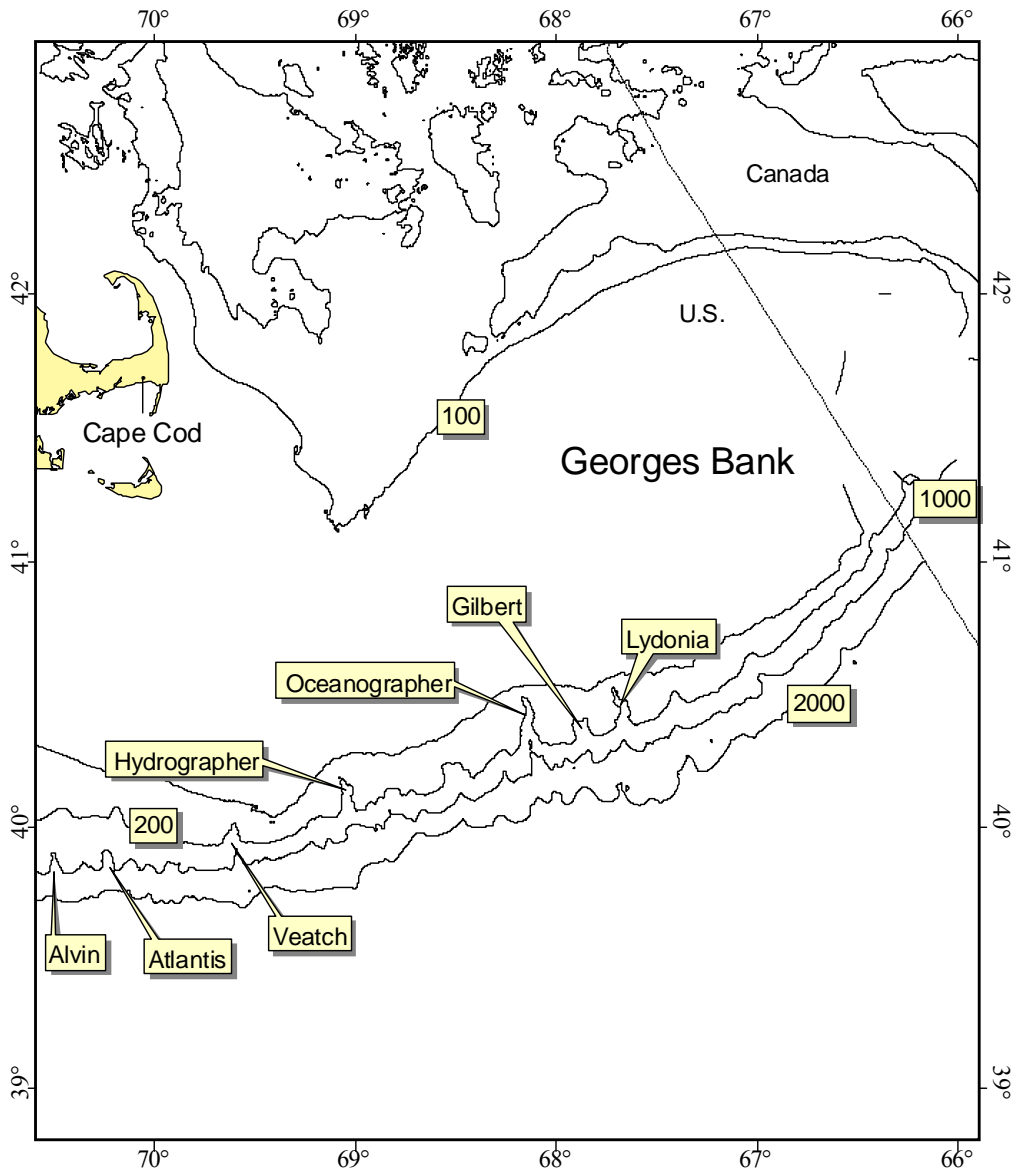 70°
69°
68°
67°
66°
Canada
42°
42°
U.S.
100
Cape Cod
Georges Bank
1000
41°
41°
Gilbert
Lydonia
Oceanographer
2000
Hydrographer
200
40°
40°
Veatch
Alvin
Atlantis
39°
39°
70°
69°
68°
67°
66°